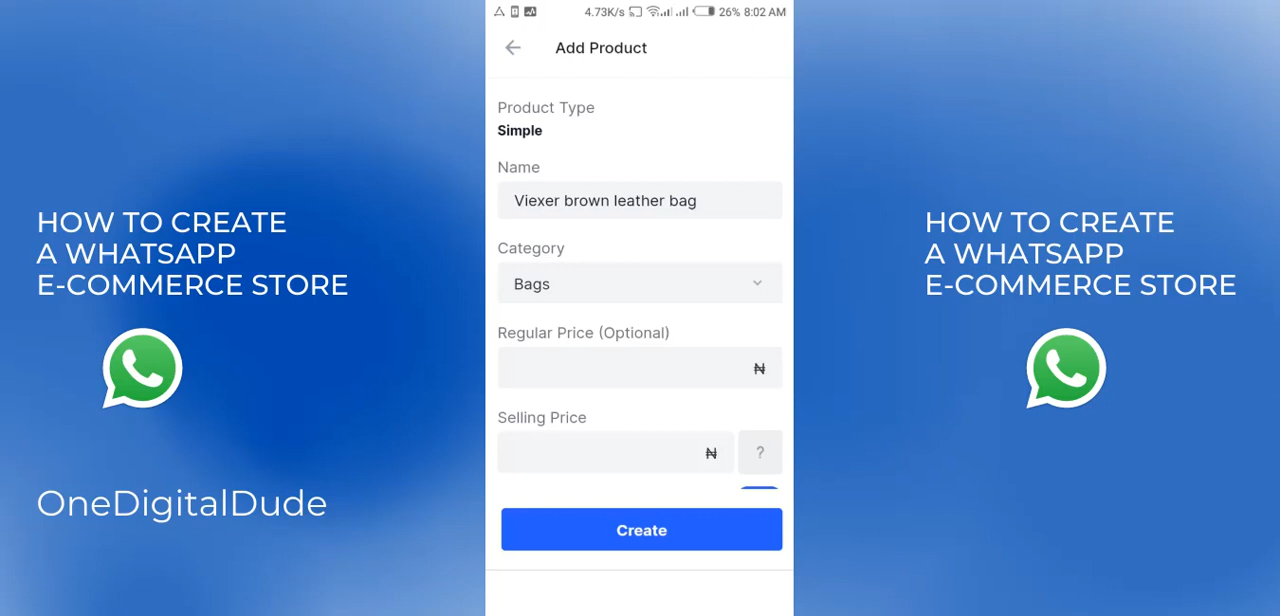 4.73K/s 26% 8:02 AM
Add Product
Product Type
Simple
Name
Viexer brown leather bag
Category
Bags
Regular Price (Optional)
₦
Selling Price
₦ ?
Create
HOW TO CREATE
A WHATSAPP
E-COMMERCE STORE
OneDigitalDude
HOW TO CREATE
A WHATSAPP
E-COMMERCE STORE